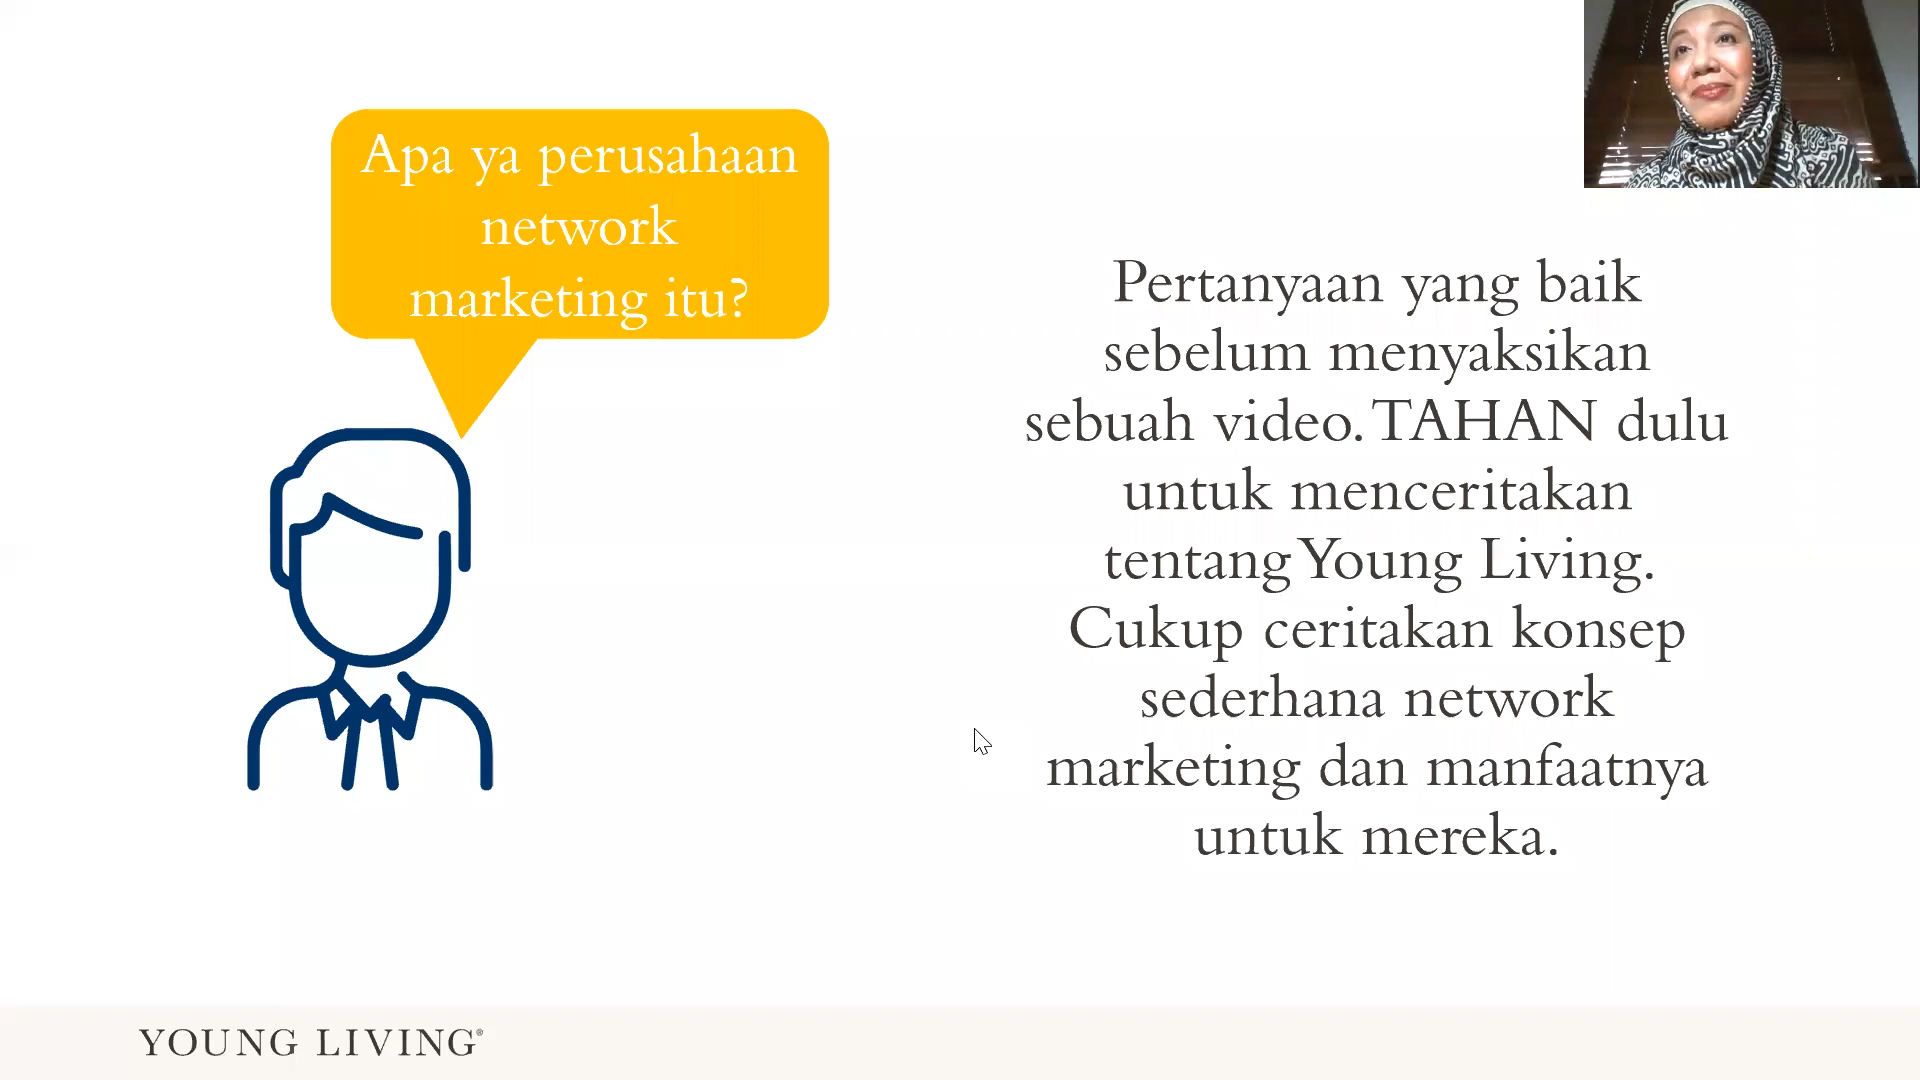 Apa ya perusahaan
network
marketing itu?
Pertanyaan yang baik
sebelum menyaksikan
sebuah video. TAHAN dulu
untuk menceritakan
tentang Young Living.
Cukup ceritakan konsep
sederhana network
marketing dan manfaatnya
untuk mereka.
YOUNG LIVING®